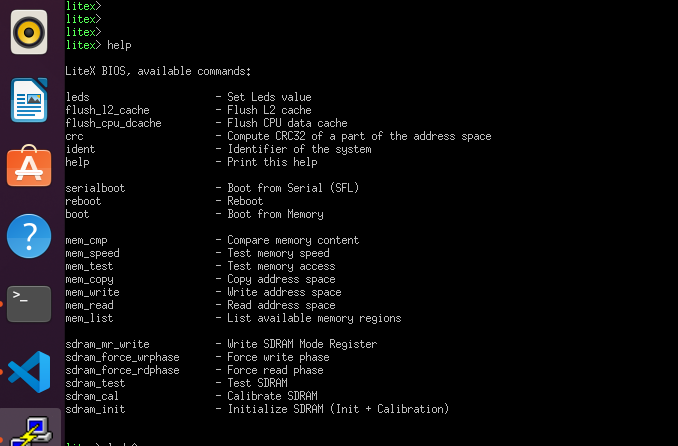 litex>
litex>
litex>
litex> help
LiteX BIOS, available commands:
leds - Set Leds value
flush_l2_cache - Flush L2 cache
flush_cpu_dcache - Flush CPU data cache
crc - Compute CRC32 of a part of the address space
ident - Identifier of the system
help - Print this help
serialboot - Boot from Serial (SFL)
reboot - Reboot
boot - Boot from Memory
mem_cmp - Compare memory content
mem_speed - Test memory speed
mem_test - Test memory access
mem_copy - Copy address space
mem_write - Write address space
mem_read - Read address space
mem_list - List available memory regions
sdram_mr_write - Write SDRAM Mode Register
sdram_force_wrphase - Force write phase
sdram_force_rdphase - Force read phase
sdram_test - Test SDRAM
sdram_cal - Calibrate SDRAM
sdram_init - Initialize SDRAM (Init + Calibration)
litex>